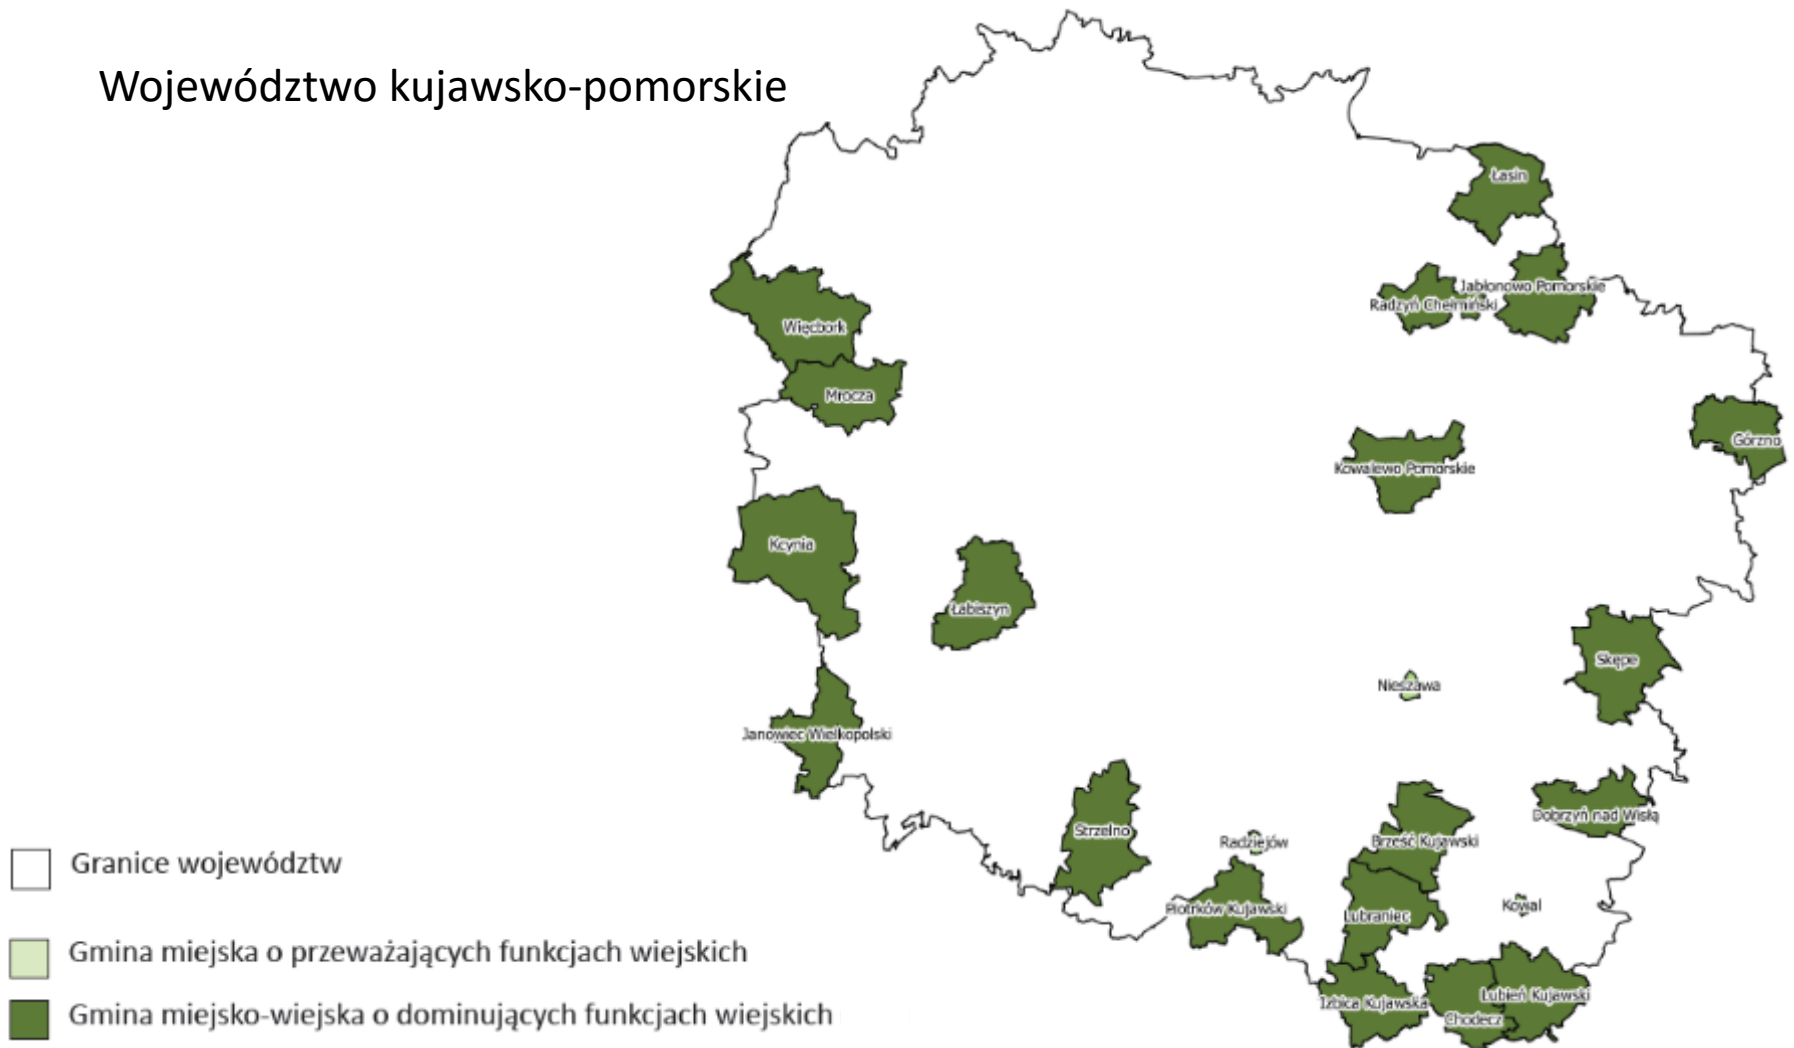 Województwo kujawsko-pomorskie
Łasin
Jabłonowo Pomorskie
Radzyń Chełmiński
Więcbork
Mrocza
Górzno
Kowalewo Pomorskie
Kcynia
Łabiszyn
Skępe
Nieszawa
Janowiec Wielkopolski
Dobrzyń nad Wisłą
Strzelno
Radziejów
Brześć Kujawski
Kowal
Piotrków Kujawski
Lubraniec
Lubień Kujawski
Izbica Kujawska
Chodecz
Granice województw
Gmina miejska o przeważających funkcjach wiejskich
Gmina miejsko-wiejska o dominujących funkcjach wiejskich